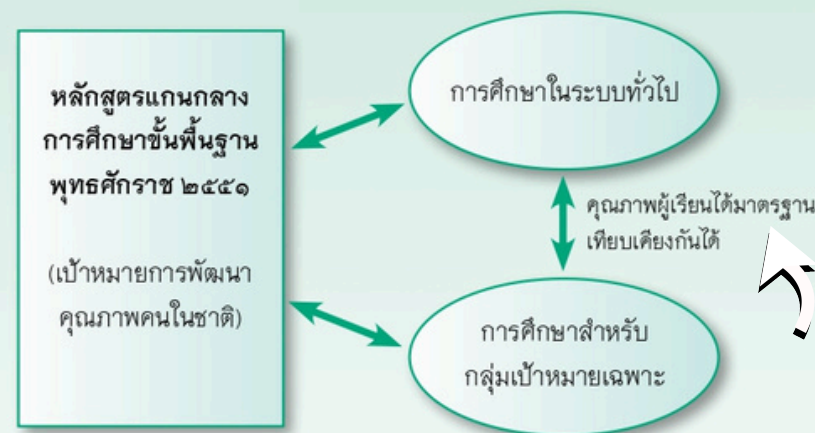 หลักสูตรแกนกลาง
การศึกษาขั้นพื้นฐาน
พุทธศักราช ๒๕๕๑
(เป้าหมายการพัฒนา
คุณภาพคนในชาติ)
การศึกษาในระบบทั่วไป
คุณภาพผู้เรียนได้มาตรฐาน
เทียบเคียงกันได้
การศึกษาสำหรับ
กลุ่มเป้าหมายเฉพาะ